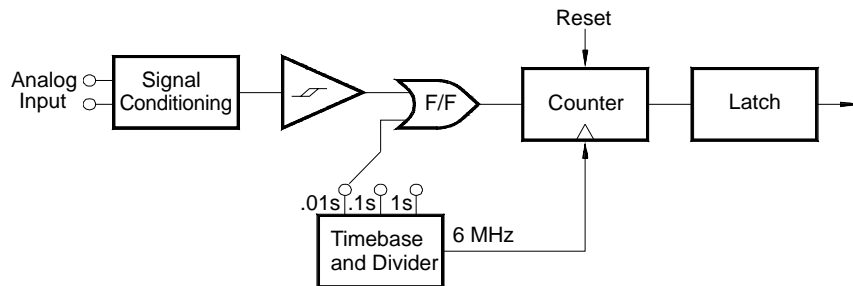 Reset
Analog
Input
Signal
Conditioning
F/F
Counter
Latch
.01s .1s 1s
Timebase
and Divider
6 MHz